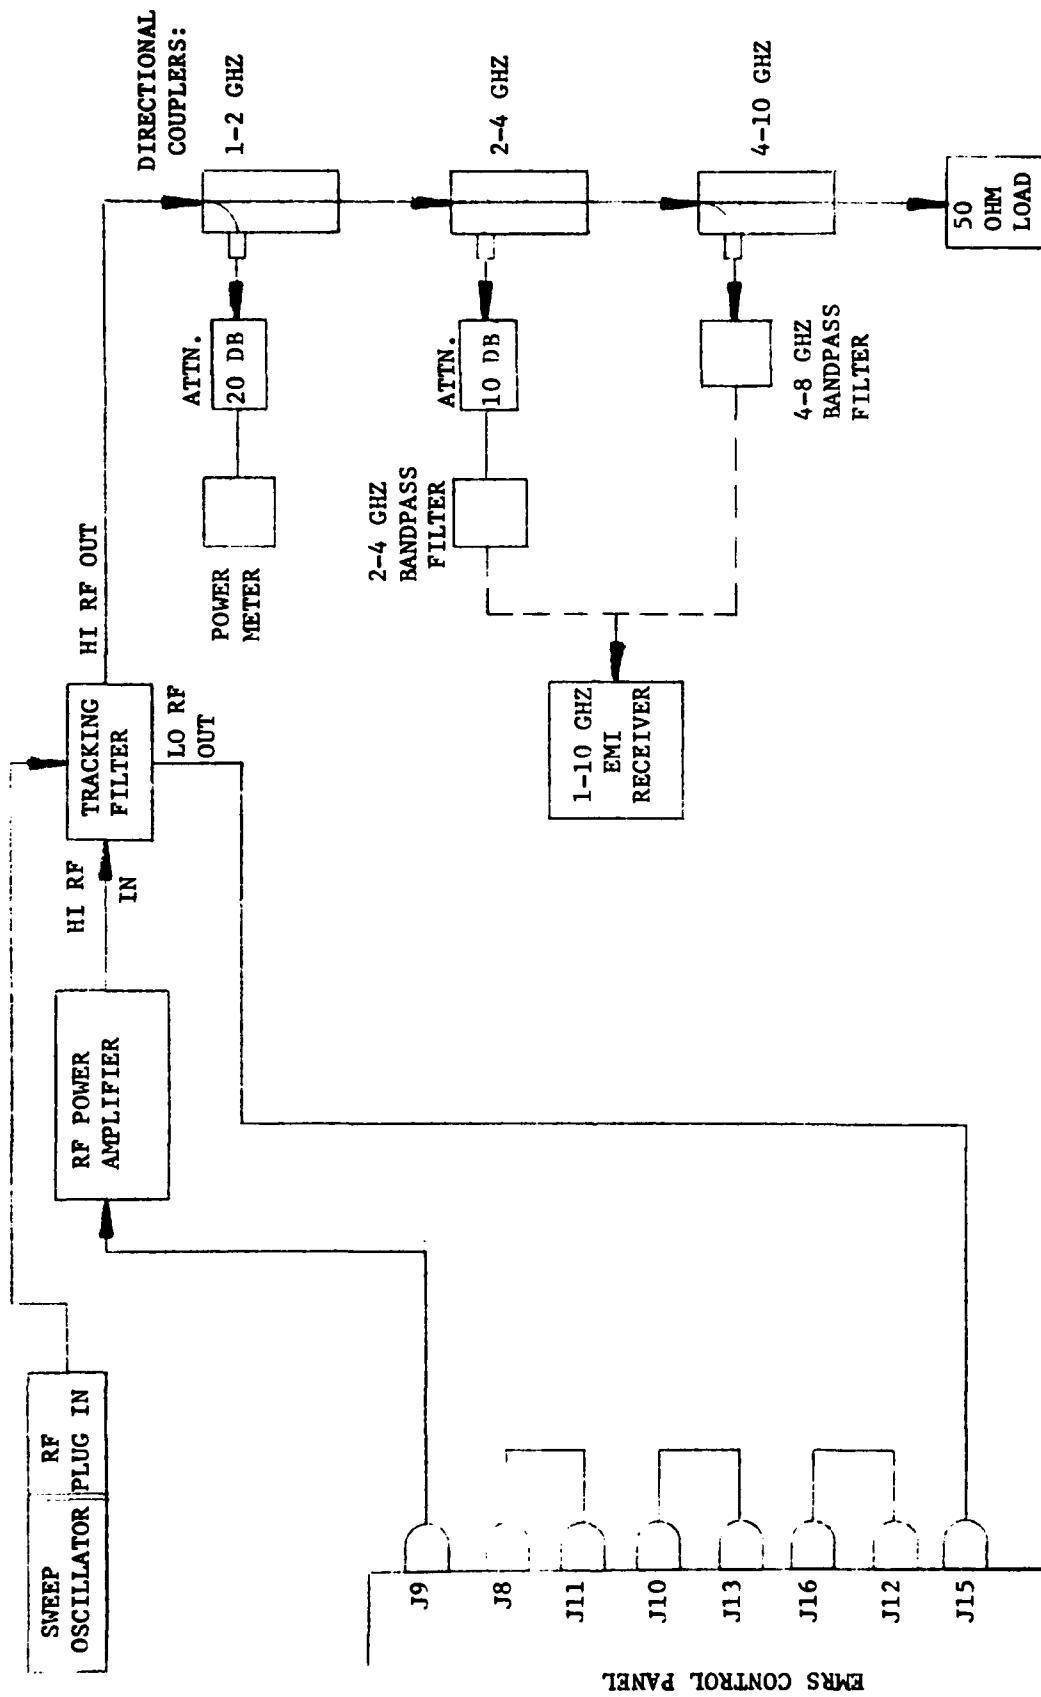 SWEEP
OSCILLATOR
RF
PLUG IN
RF POWER
AMPLIFIER
HI RF
IN
TRACKING
FILTER
HI RF OUT
LO RF
OUT
DIRECTIONAL
COUPLERS:
1-2 GHZ
2-4 GHZ
4-10 GHZ
50
OHM
LOAD
ATTN.
20 DB
POWER
METER
ATTN.
10 DB
2-4 GHZ
BANDPASS
FILTER
4-8 GHZ
BANDPASS
FILTER
1-10 GHZ
EMI
RECEIVER
J9
J8
J11
J10
J13
J16
J12
J15
EMRS CONTROL PANEL